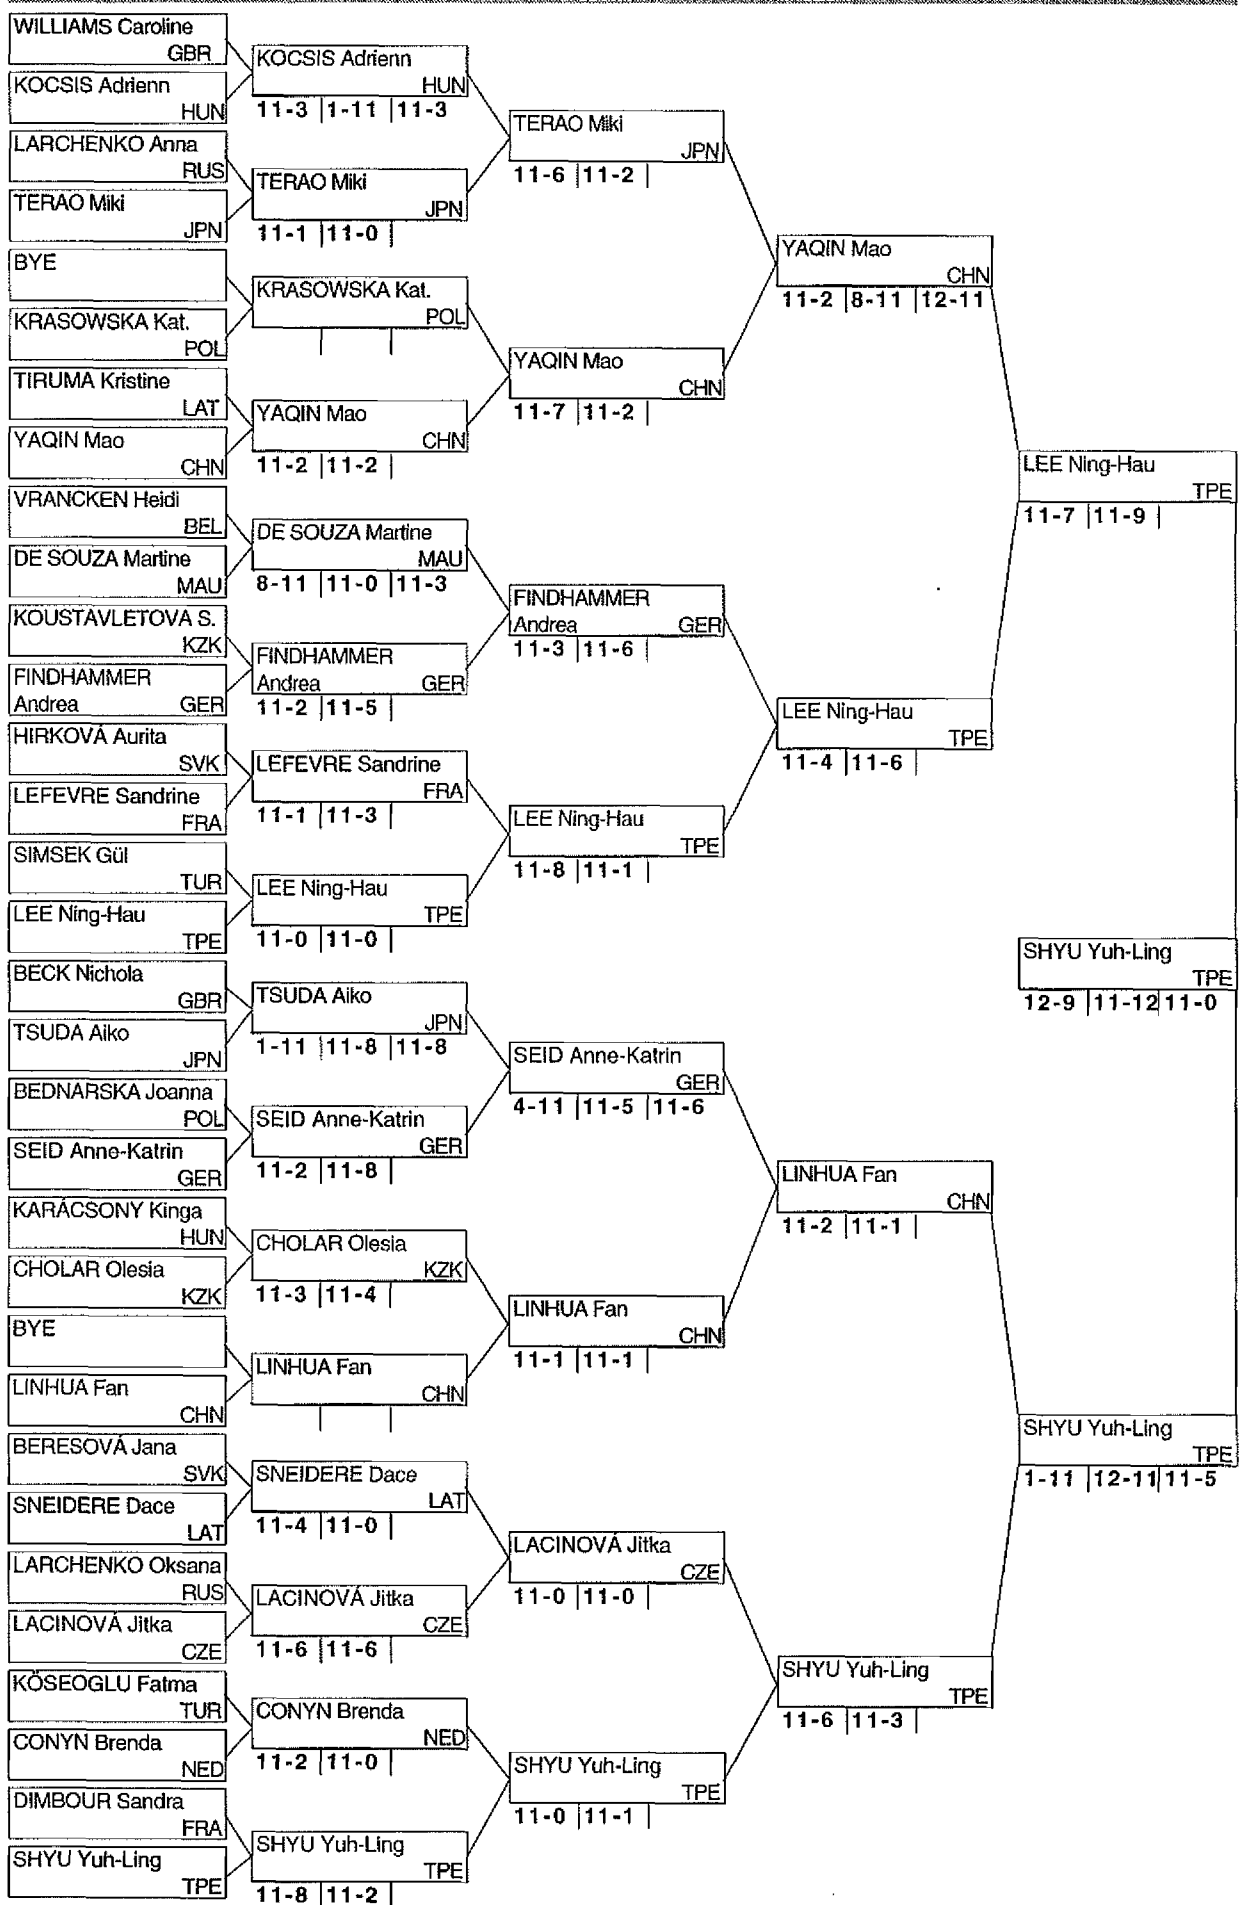 WILLIAMS Caroline
GBR
KOCSIS Adrienn
HUN
LARCHENKO Anna
RUS
TERAO Miki
JPN
BYE
KRASOWSKA Kat.
POL
TIRUMA Kristine
LAT
YAQIN Mao
CHN
VRANCKEN Heidi
BEL
DE SOUZA Martine
MAU
KOUSTAVLETOVA S.
KZK
FINDHAMMER
Andrea GER
HIRKOVÁ Aurita
SVK
LEFEVRE Sandrine
FRA
SIMSEK Gül
TUR
LEE Ning-Hau
TPE
BECK Nichola
GBR
TSUDA Aiko
JPN
BEDNARSKA Joanna
POL
SEID Anne-Katrin
GER
KARÁCSONY Kinga
HUN
CHOLAR Olesia
KZK
BYE
LINHUA Fan
CHN
BERESOVÁ Jana
SVK
SNEIDERE Dace
LAT
LARCHENKO Oksana
RUS
LACINOVÁ Jitka
CZE
KÖSEOGLU Fatma
TUR
CONYN Brenda
NED
DIMBOUR Sandra
FRA
SHYU Yuh-Ling
TPE
KOCSIS Adrienn
HUN
11-3 |1-11 |11-3
TERAO Miki
JPN
11-1 |11-0 |
KRASOWSKA Kat.
POL
YAQIN Mao
CHN
11-2 |11-2 |
DE SOUZA Martine
MAU
8-11 |11-0 |11-3
FINDHAMMER
Andrea GER
11-2 |11-5 |
LEFEVRE Sandrine
FRA
11-1 |11-3 |
LEE Ning-Hau
TPE
11-0 |11-0 |
TSUDA Aiko
JPN
1-11 |11-8 |11-8
SEID Anne-Katrin
GER
11-2 |11-8 |
CHOLAR Olesia
KZK
11-3 |11-4 |
LINHUA Fan
CHN
SNEIDERE Dace
LAT
11-4 |11-0 |
LACINOVÁ Jitka
CZE
11-6 |11-6 |
CONYN Brenda
NED
11-2 |11-0 |
SHYU Yuh-Ling
TPE
11-8 |11-2 |
TERAO Miki
JPN
11-6 |11-2 |
YAQIN Mao
CHN
11-7 |11-2 |
FINDHAMMER
Andrea GER
11-3 |11-6 |
LEE Ning-Hau
TPE
11-8 |11-1 |
SEID Anne-Katrin
GER
4-11 |11-5 |11-6
LINHUA Fan
CHN
11-1 |11-1 |
LACINOVÁ Jitka
CZE
11-0 |11-0 |
SHYU Yuh-Ling
TPE
11-0 |11-1 |
YAQIN Mao
CHN
11-2 |8-11 |12-11
LEE Ning-Hau
TPE
11-4 |11-6 |
LINHUA Fan
CHN
11-2 |11-1 |
SHYU Yuh-Ling
TPE
11-6 |11-3 |
LEE Ning-Hau
TPE
11-7 |11-9 |
SHYU Yuh-Ling
TPE
12-9 |11-12|11-0
SHYU Yuh-Ling
TPE
1-11 |12-11|11-5